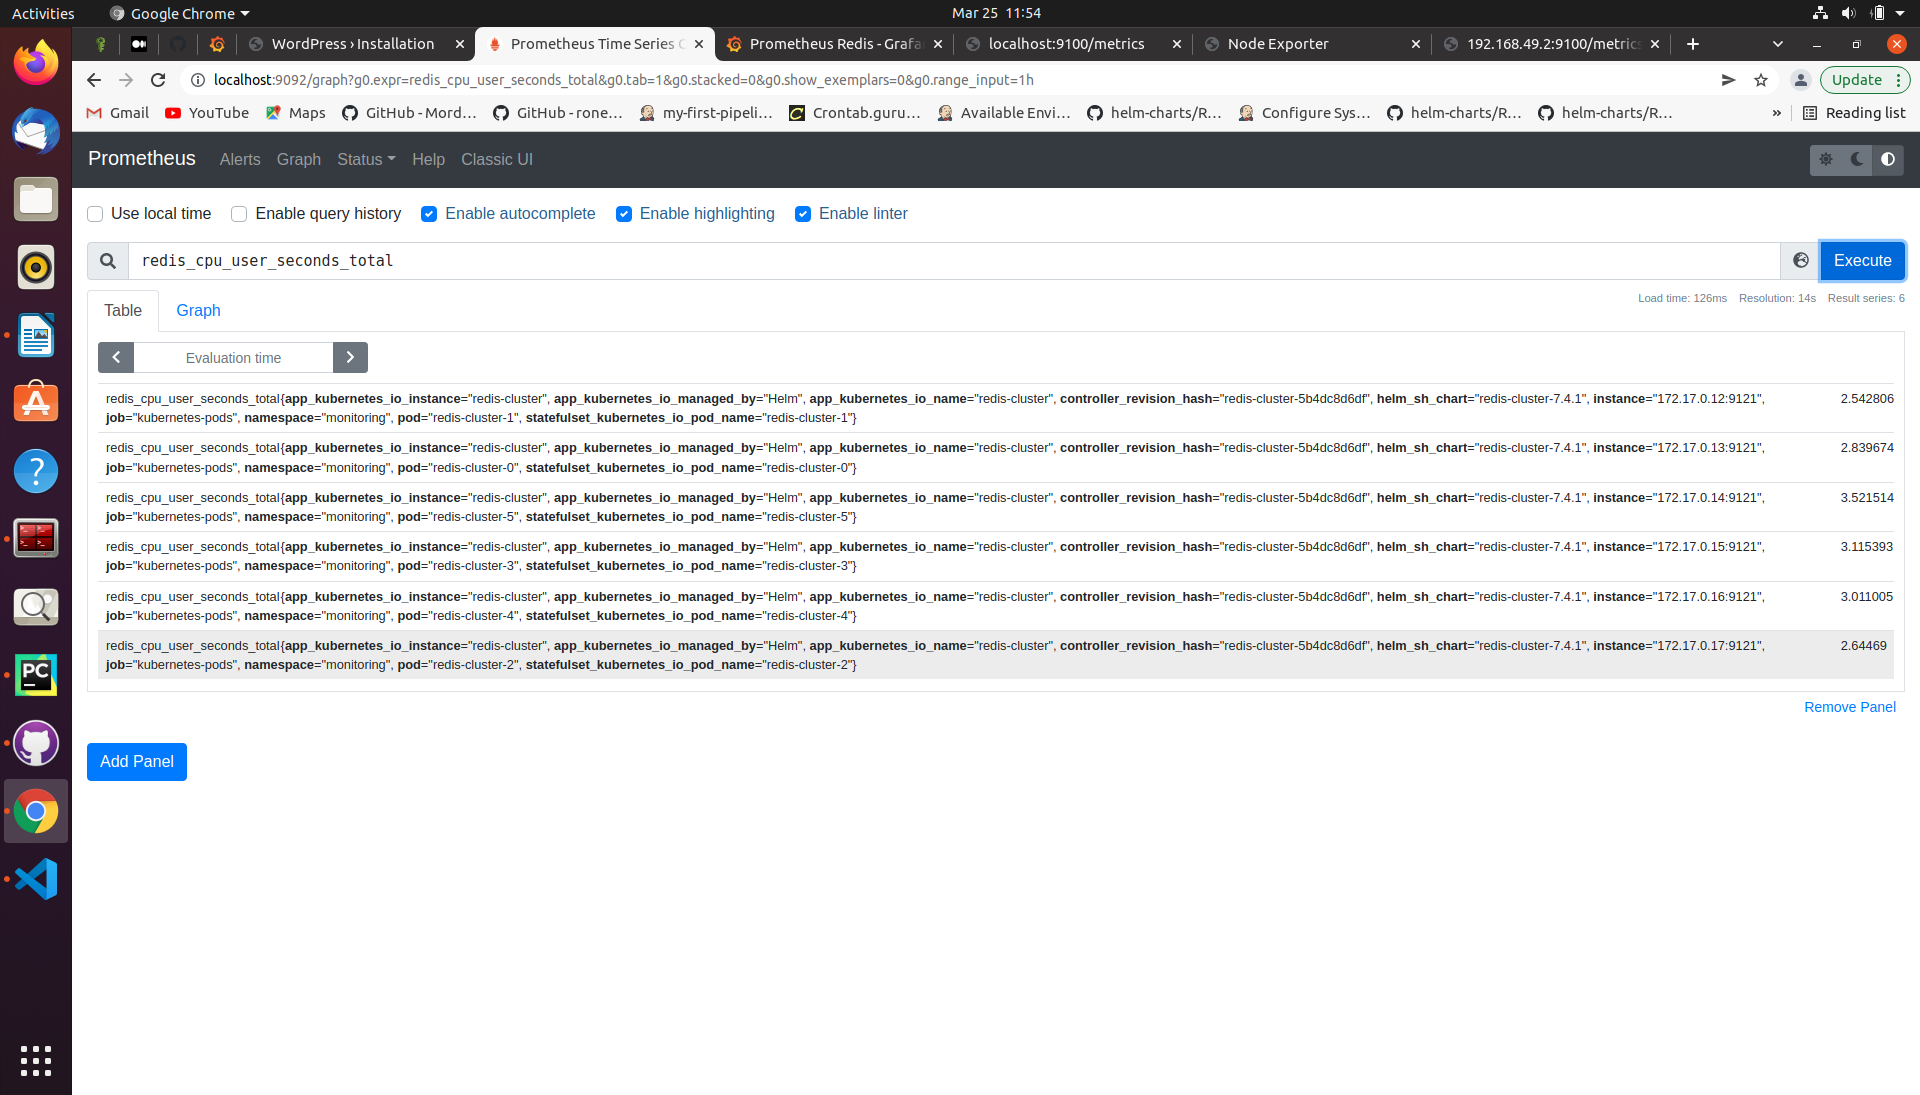 Activities Google Chrome Mar 25 11:54
WordPress › Installation Prometheus Time Series Prometheus Redis - Grafa localhost:9100/metrics Node Exporter 192.168.49.2:9100/metrics
localhost:9092/graph?g0.expr=redis_cpu_user_seconds_total&g0.tab=1&g0.stacked=0&g0.show_exemplars=0&g0.range_input=1h Update
Gmail YouTube Maps GitHub - Mord… GitHub - rone… my-first-pipeli… Crontab.guru… Available Envi… helm-charts/R… Configure Sys… helm-charts/R… helm-charts/R… » Reading list
Prometheus Alerts Graph Status Help Classic UI
Use local time Enable query history Enable autocomplete Enable highlighting Enable linter
redis_cpu_user_seconds_total Execute
Table Graph Load time: 126ms Resolution: 14s Result series: 6
Evaluation time
redis_cpu_user_seconds_total{app_kubernetes_io_instance="redis-cluster", app_kubernetes_io_managed_by="Helm", app_kubernetes_io_name="redis-cluster", controller_revision_hash="redis-cluster-5b4dc8d6df", helm_sh_chart="redis-cluster-7.4.1", instance="172.17.0.12:9121", 2.542806
job="kubernetes-pods", namespace="monitoring", pod="redis-cluster-1", statefulset_kubernetes_io_pod_name="redis-cluster-1"}
redis_cpu_user_seconds_total{app_kubernetes_io_instance="redis-cluster", app_kubernetes_io_managed_by="Helm", app_kubernetes_io_name="redis-cluster", controller_revision_hash="redis-cluster-5b4dc8d6df", helm_sh_chart="redis-cluster-7.4.1", instance="172.17.0.13:9121", 2.839674
job="kubernetes-pods", namespace="monitoring", pod="redis-cluster-0", statefulset_kubernetes_io_pod_name="redis-cluster-0"}
redis_cpu_user_seconds_total{app_kubernetes_io_instance="redis-cluster", app_kubernetes_io_managed_by="Helm", app_kubernetes_io_name="redis-cluster", controller_revision_hash="redis-cluster-5b4dc8d6df", helm_sh_chart="redis-cluster-7.4.1", instance="172.17.0.14:9121", 3.521514
job="kubernetes-pods", namespace="monitoring", pod="redis-cluster-5", statefulset_kubernetes_io_pod_name="redis-cluster-5"}
redis_cpu_user_seconds_total{app_kubernetes_io_instance="redis-cluster", app_kubernetes_io_managed_by="Helm", app_kubernetes_io_name="redis-cluster", controller_revision_hash="redis-cluster-5b4dc8d6df", helm_sh_chart="redis-cluster-7.4.1", instance="172.17.0.15:9121", 3.115393
job="kubernetes-pods", namespace="monitoring", pod="redis-cluster-3", statefulset_kubernetes_io_pod_name="redis-cluster-3"}
redis_cpu_user_seconds_total{app_kubernetes_io_instance="redis-cluster", app_kubernetes_io_managed_by="Helm", app_kubernetes_io_name="redis-cluster", controller_revision_hash="redis-cluster-5b4dc8d6df", helm_sh_chart="redis-cluster-7.4.1", instance="172.17.0.16:9121", 3.011005
job="kubernetes-pods", namespace="monitoring", pod="redis-cluster-4", statefulset_kubernetes_io_pod_name="redis-cluster-4"}
redis_cpu_user_seconds_total{app_kubernetes_io_instance="redis-cluster", app_kubernetes_io_managed_by="Helm", app_kubernetes_io_name="redis-cluster", controller_revision_hash="redis-cluster-5b4dc8d6df", helm_sh_chart="redis-cluster-7.4.1", instance="172.17.0.17:9121", 2.64469
job="kubernetes-pods", namespace="monitoring", pod="redis-cluster-2", statefulset_kubernetes_io_pod_name="redis-cluster-2"}
Remove Panel
PC
Add Panel